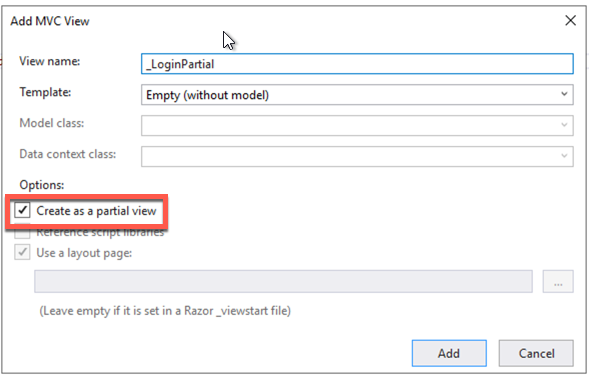 Add MVC View
View name: _LoginPartial
Template: Empty (without model)
Model class:
Data context class:
Options:
Create as a partial view
Reference script libraries
Use a layout page:
...
(Leave empty if it is set in a Razor _viewstart file)
Add Cancel